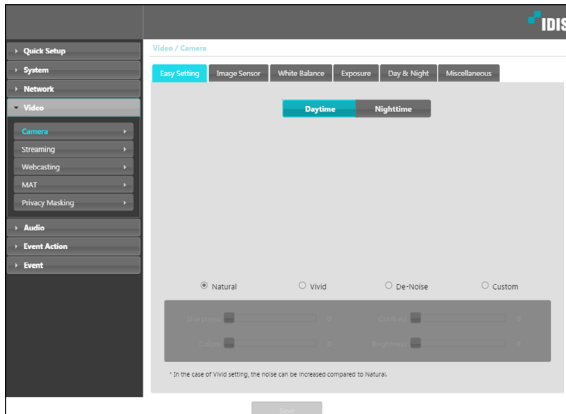 IDIS
Quick Setup
System
Network
Video
Camera
Streaming
Webcasting
MAT
Privacy Masking
Audio
Event Action
Event
Video / Camera
Easy Setting
Image Sensor
White Balance
Exposure
Day & Night
Miscellaneous
Daytime
Nighttime
Natural
Vivid
De-Noise
Custom
* In the case of Vivid setting, the noise can be increased compared to Natural.
Save